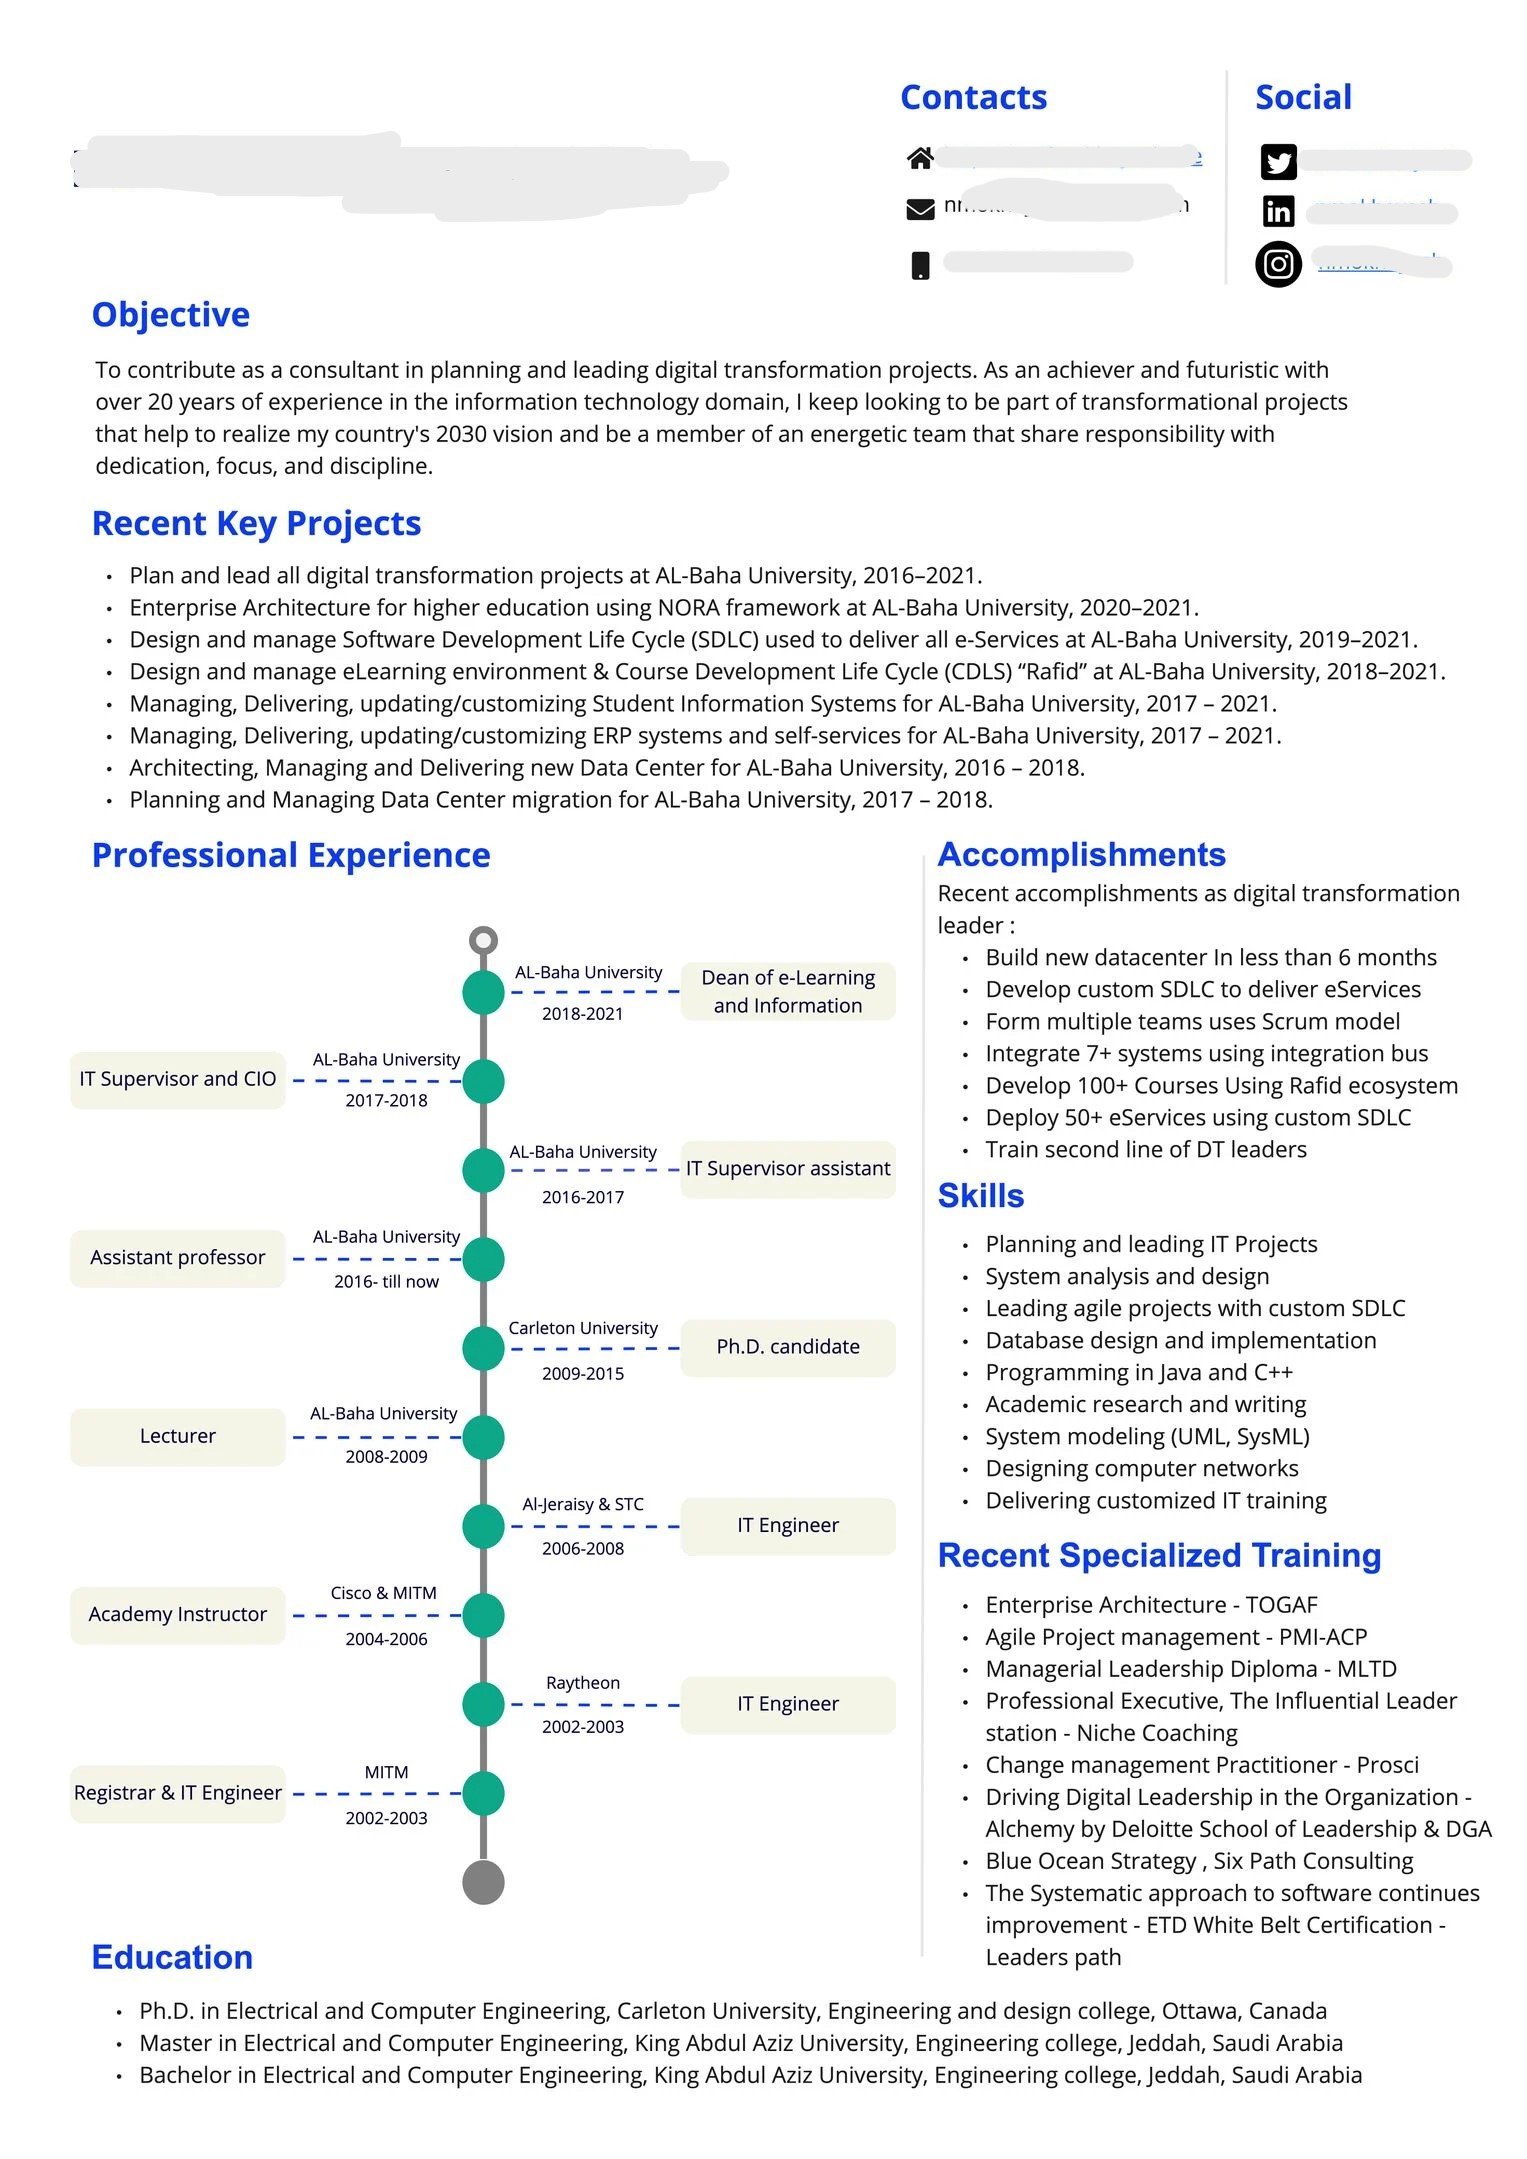 Contacts
Social
Objective
To contribute as a consultant in planning and leading digital transformation projects. As an achiever and futuristic with
over 20 years of experience in the information technology domain, I keep looking to be part of transformational projects
that help to realize my country's 2030 vision and be a member of an energetic team that share responsibility with
dedication, focus, and discipline.
Recent Key Projects
• Plan and lead all digital transformation projects at AL-Baha University, 2016–2021.
• Enterprise Architecture for higher education using NORA framework at AL-Baha University, 2020–2021.
• Design and manage Software Development Life Cycle (SDLC) used to deliver all e-Services at AL-Baha University, 2019–2021.
• Design and manage eLearning environment & Course Development Life Cycle (CDLS) “Rafid” at AL-Baha University, 2018–2021.
• Managing, Delivering, updating/customizing Student Information Systems for AL-Baha University, 2017 – 2021.
• Managing, Delivering, updating/customizing ERP systems and self-services for AL-Baha University, 2017 – 2021.
• Architecting, Managing and Delivering new Data Center for AL-Baha University, 2016 – 2018.
• Planning and Managing Data Center migration for AL-Baha University, 2017 – 2018.
Professional Experience
AL-Baha University
2018-2021
Dean of e-Learning
and Information
IT Supervisor and CIO
AL-Baha University
2017-2018
AL-Baha University
2016-2017
IT Supervisor assistant
Assistant professor
AL-Baha University
2016- till now
Carleton University
2009-2015
Ph.D. candidate
Lecturer
AL-Baha University
2008-2009
Al-Jeraisy & STC
2006-2008
IT Engineer
Academy Instructor
Cisco & MITM
2004-2006
Raytheon
2002-2003
IT Engineer
Registrar & IT Engineer
MITM
2002-2003
Accomplishments
Recent accomplishments as digital transformation
leader :
• Build new datacenter In less than 6 months
• Develop custom SDLC to deliver eServices
• Form multiple teams uses Scrum model
• Integrate 7+ systems using integration bus
• Develop 100+ Courses Using Rafid ecosystem
• Deploy 50+ eServices using custom SDLC
• Train second line of DT leaders
Skills
• Planning and leading IT Projects
• System analysis and design
• Leading agile projects with custom SDLC
• Database design and implementation
• Programming in Java and C++
• Academic research and writing
• System modeling (UML, SysML)
• Designing computer networks
• Delivering customized IT training
Recent Specialized Training
• Enterprise Architecture - TOGAF
• Agile Project management - PMI-ACP
• Managerial Leadership Diploma - MLTD
• Professional Executive, The Influential Leader
station - Niche Coaching
• Change management Practitioner - Prosci
• Driving Digital Leadership in the Organization -
Alchemy by Deloitte School of Leadership & DGA
• Blue Ocean Strategy , Six Path Consulting
• The Systematic approach to software continues
improvement - ETD White Belt Certification -
Leaders path
Education
• Ph.D. in Electrical and Computer Engineering, Carleton University, Engineering and design college, Ottawa, Canada
• Master in Electrical and Computer Engineering, King Abdul Aziz University, Engineering college, Jeddah, Saudi Arabia
• Bachelor in Electrical and Computer Engineering, King Abdul Aziz University, Engineering college, Jeddah, Saudi Arabia